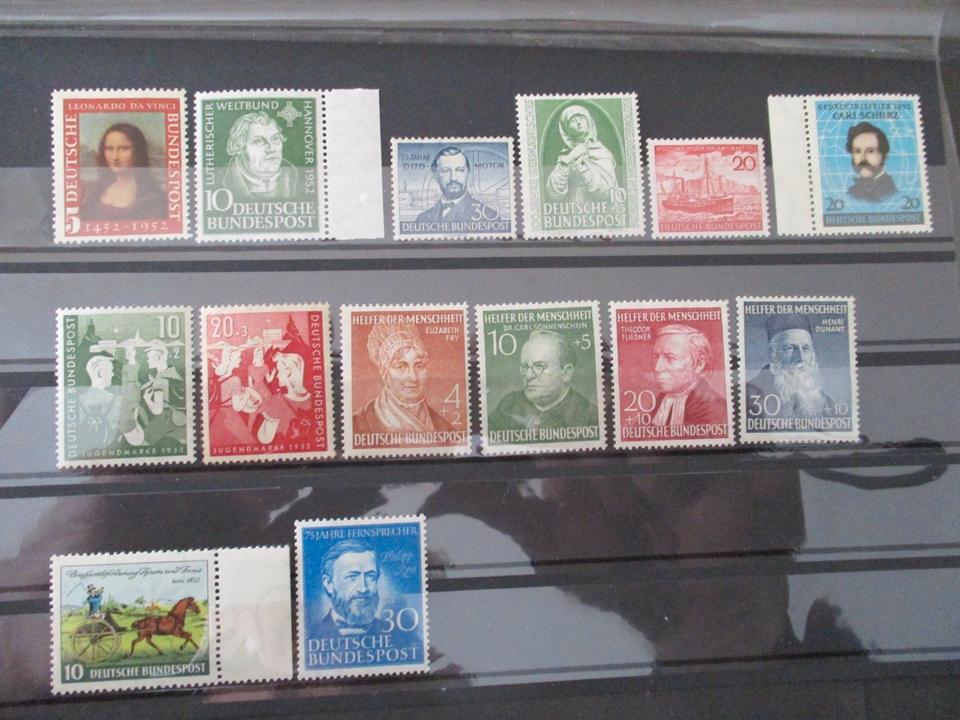 LEONARDO DA VINCI
DEUTSCHE
BUNDESPOST
5
1452-1952
LUTHERISCHER WELTBUND
HANNOVER 1952
10 DEUTSCHE
BUNDESPOST
75 JAHRE
OTTO MOTOR
30
DEUTSCHE BUNDESPOST
10
+5
DEUTSCHE BUNDESPOST
20
DEUTSCHE BUNDESPOST
CARL SCHURZ
20 20
DEUTSCHE BUNDESPOST
DEUTSCHE BUNDESPOST
10
+2
JUGENDMARKE 1952
20+3
DEUTSCHE BUNDESPOST
JUGENDMARKE 1952
HELFER DER MENSCHHEIT
ELIZABETH
FRY
4
+2
DEUTSCHE BUNDESPOST
HELFER DER MENSCHHEIT
DR. CARL SONNENSCHEIN
10 +5
DEUTSCHE BUNDESPOST
HELFER DER MENSCHHEIT
THEODOR
FLIEDNER
20
+10
DEUTSCHE BUNDESPOST
HELFER DER MENSCHHEIT
HENRI
DUNANT
30 +10
DEUTSCHE BUNDESPOST
Thurn und Taxis
10 DEUTSCHE BUNDESPOST
75 JAHRE FERNSPRECHER
Philipp
Reis
30
DEUTSCHE
BUNDESPOST